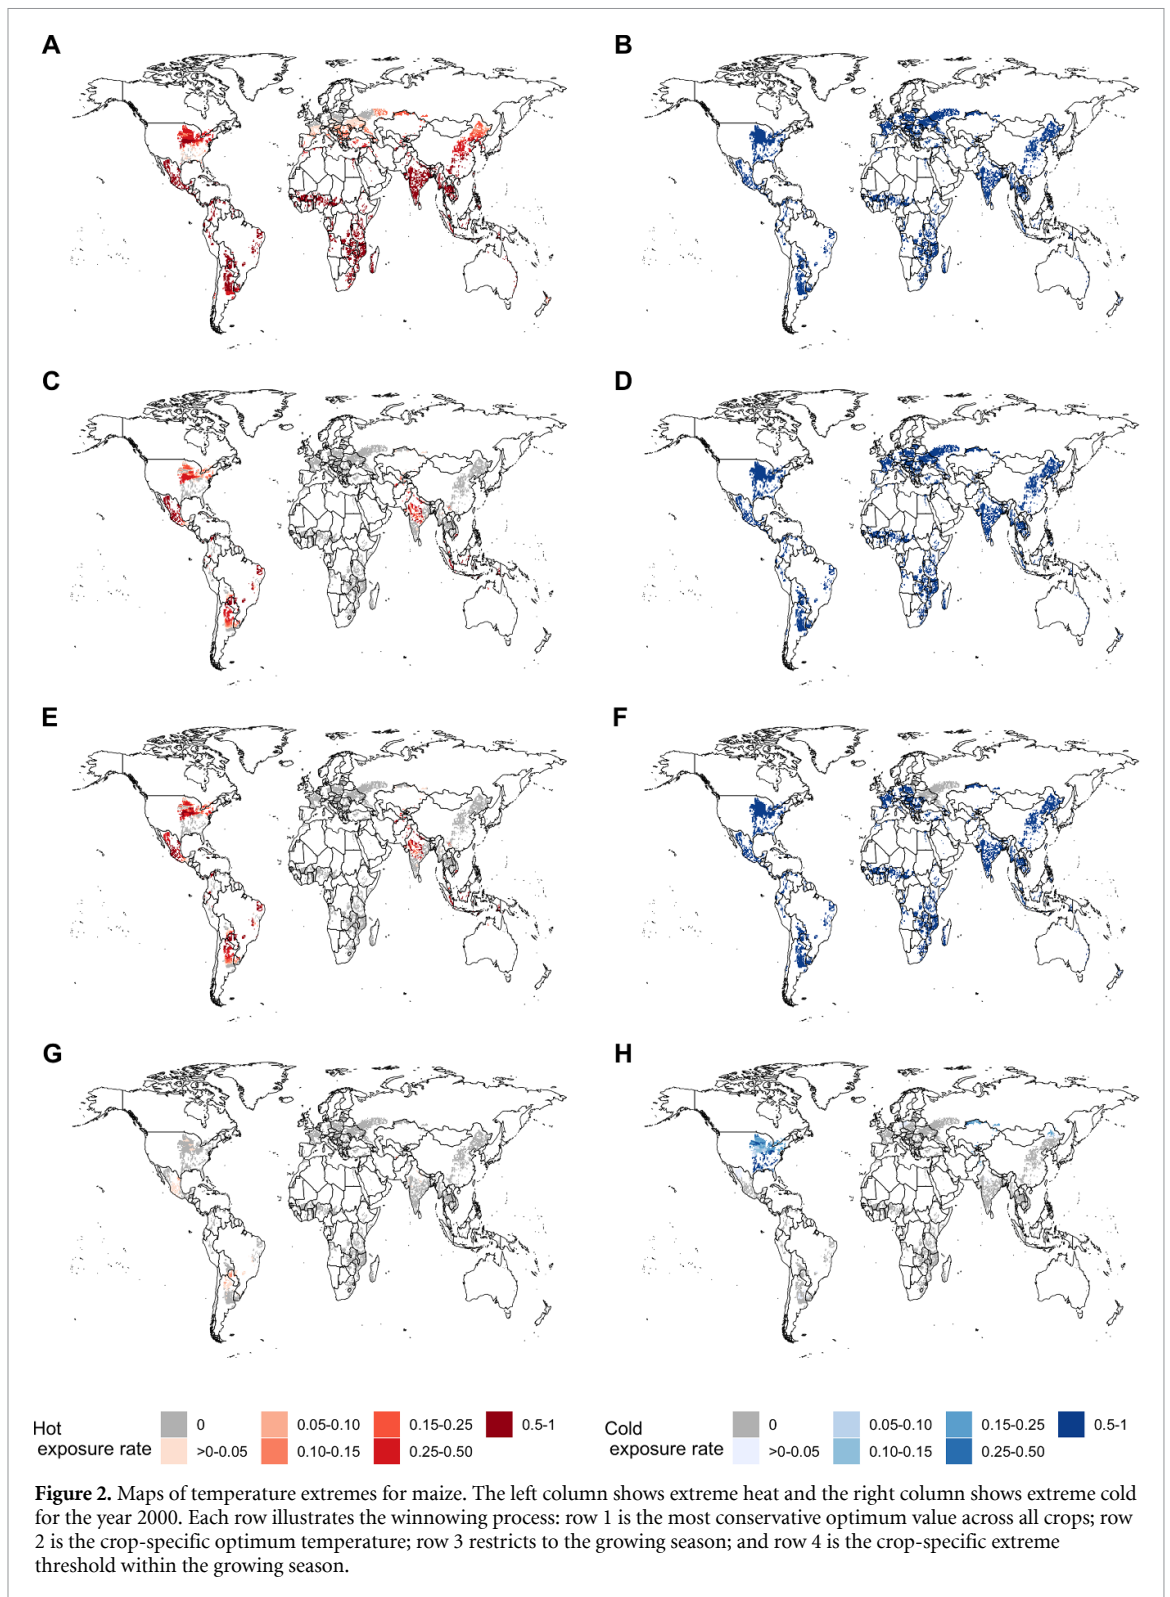 A
B
C
D
E
F
G
H
Hot
exposure rate
0
>0-0.05
0.05-0.10
0.10-0.15
0.15-0.25
0.25-0.50
0.5-1
Cold
exposure rate
0
>0-0.05
0.05-0.10
0.10-0.15
0.15-0.25
0.25-0.50
0.5-1
Figure 2. Maps of temperature extremes for maize. The left column shows extreme heat and the right column shows extreme cold
for the year 2000. Each row illustrates the winnowing process: row 1 is the most conservative optimum value across all crops; row
2 is the crop-specific optimum temperature; row 3 restricts to the growing season; and row 4 is the crop-specific extreme
threshold within the growing season.